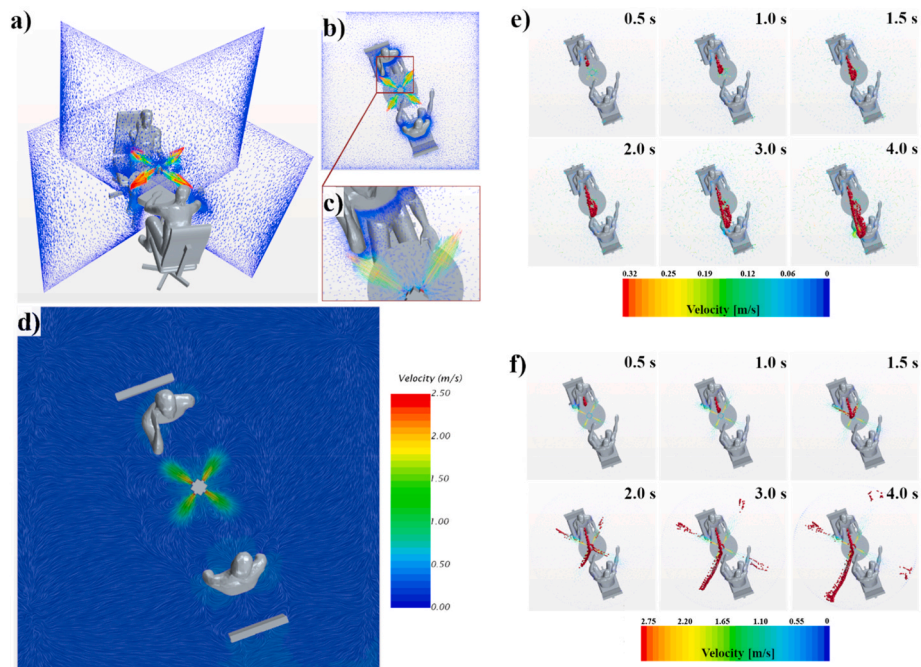 a)
b)
c)
d)
Velocity (m/s)
2.50
2.00
1.50
1.00
0.50
0.00
e)
0.5 s
1.0 s
1.5 s
2.0 s
3.0 s
4.0 s
0.32 0.25 0.19 0.12 0.06 0
Velocity [m/s]
f)
0.5 s
1.0 s
1.5 s
2.0 s
3.0 s
4.0 s
2.75 2.20 1.65 1.10 0.55 0
Velocity [m/s]